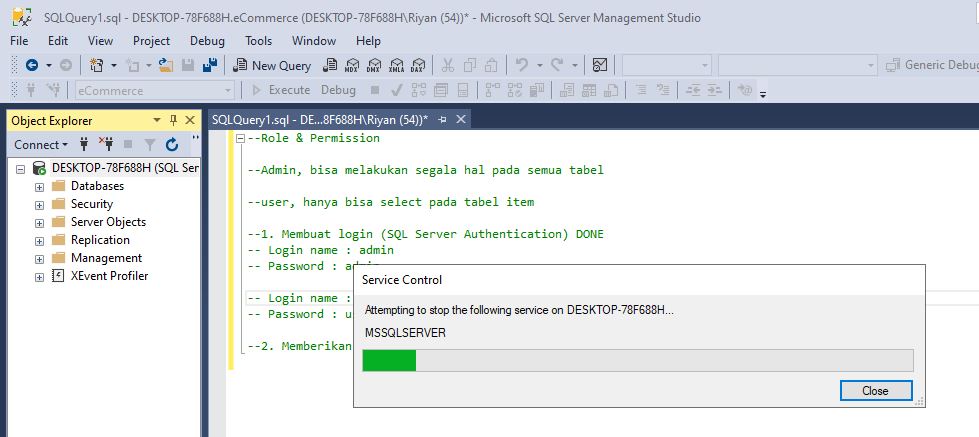 SQLQuery1.sql - DESKTOP-78F688H.eCommerce (DESKTOP-78F688H\Riyan (54))* - Microsoft SQL Server Management Studio
File Edit View Project Debug Tools Window Help
New Query MDX DMX XMLA DAX Generic Debug
eCommerce Execute Debug
Object Explorer
SQLQuery1.sql - DE...8F688H\Riyan (54))*
Connect
DESKTOP-78F688H (SQL Ser
Databases
Security
Server Objects
Replication
Management
XEvent Profiler
--Role & Permission
--Admin, bisa melakukan segala hal pada semua tabel
--user, hanya bisa select pada tabel item
--1. Membuat login (SQL Server Authentication) DONE
-- Login name : admin
-- Password :
-- Login name :
-- Password : u
--2. Memberikan
Service Control
Attempting to stop the following service on DESKTOP-78F688H...
MSSQLSERVER
Close